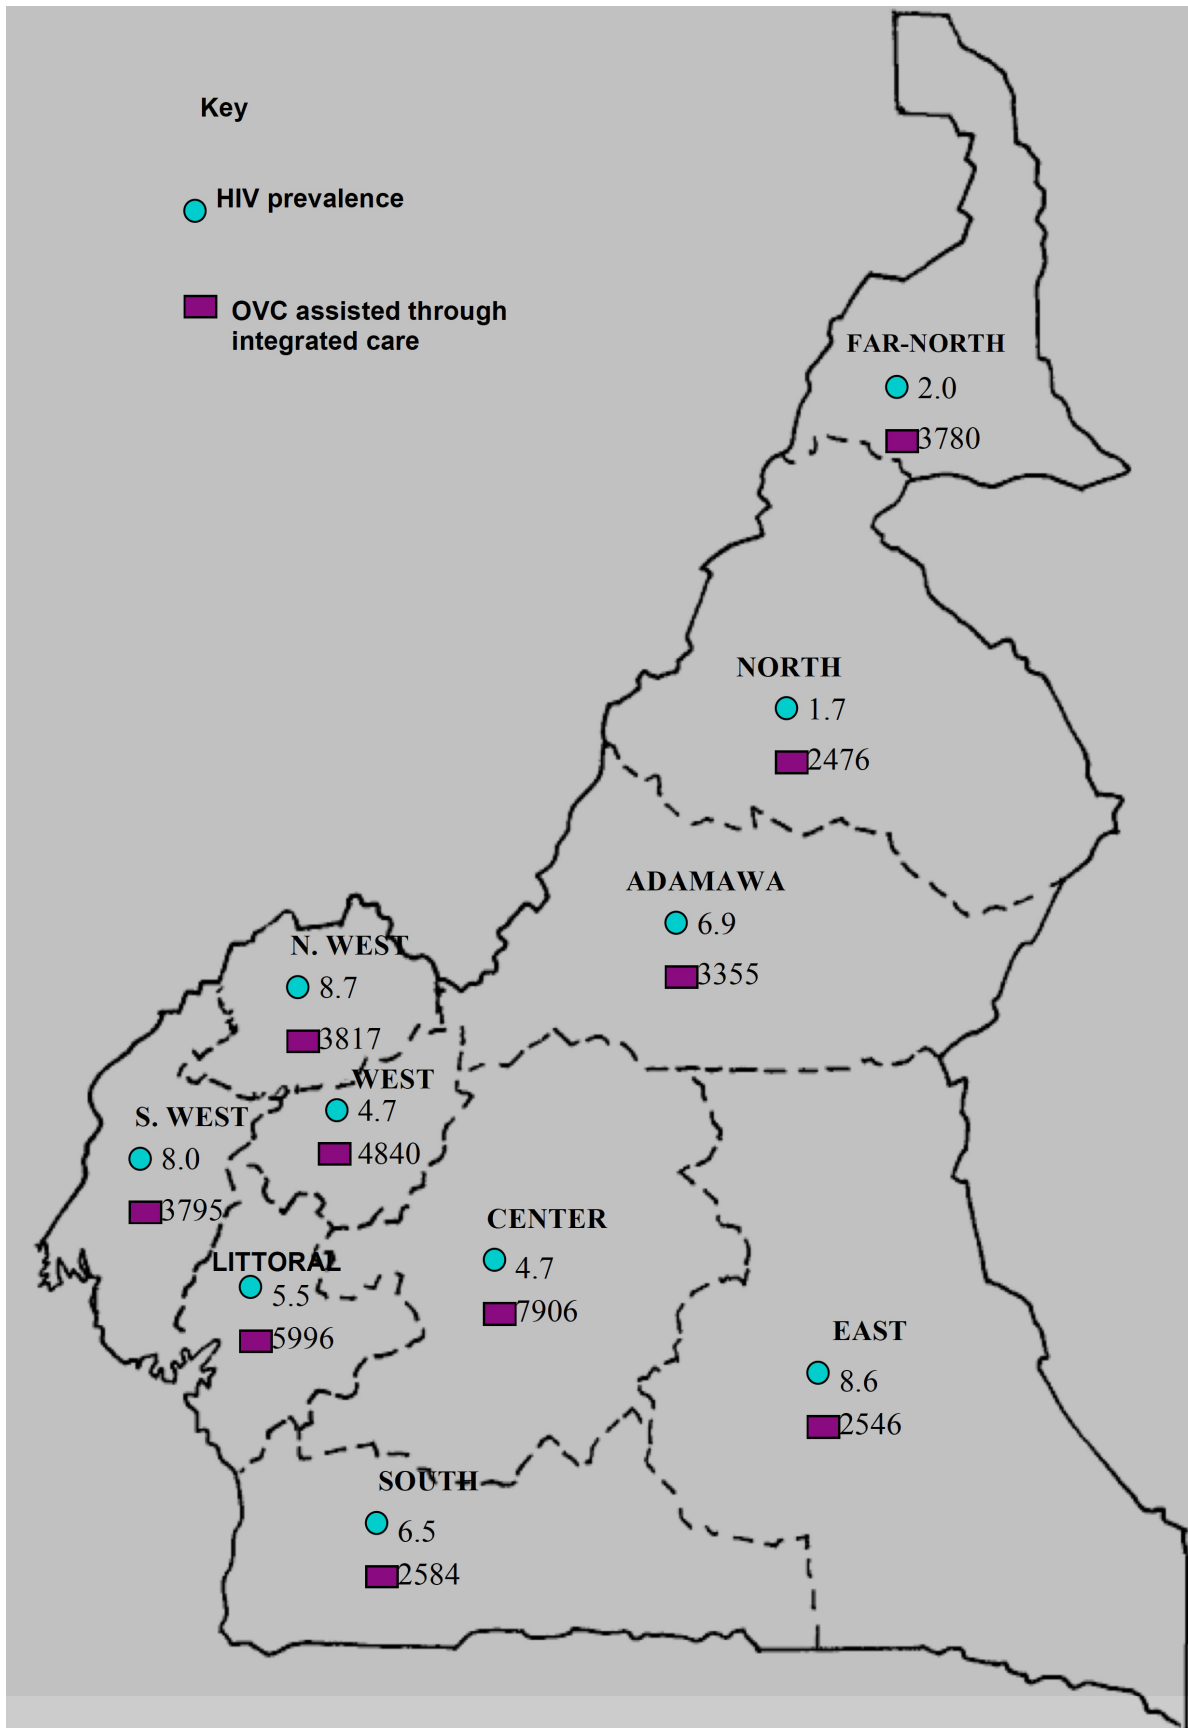 Key
HIV prevalence
OVC assisted through
integrated care
FAR-NORTH
2.0
3780
NORTH
1.7
2476
ADAMAWA
6.9
3355
N. WEST
8.7
3817
WEST
4.7
4840
S. WEST
8.0
3795
CENTER
4.7
7906
LITTORAL
5.5
5996
EAST
8.6
2546
SOUTH
6.5
2584